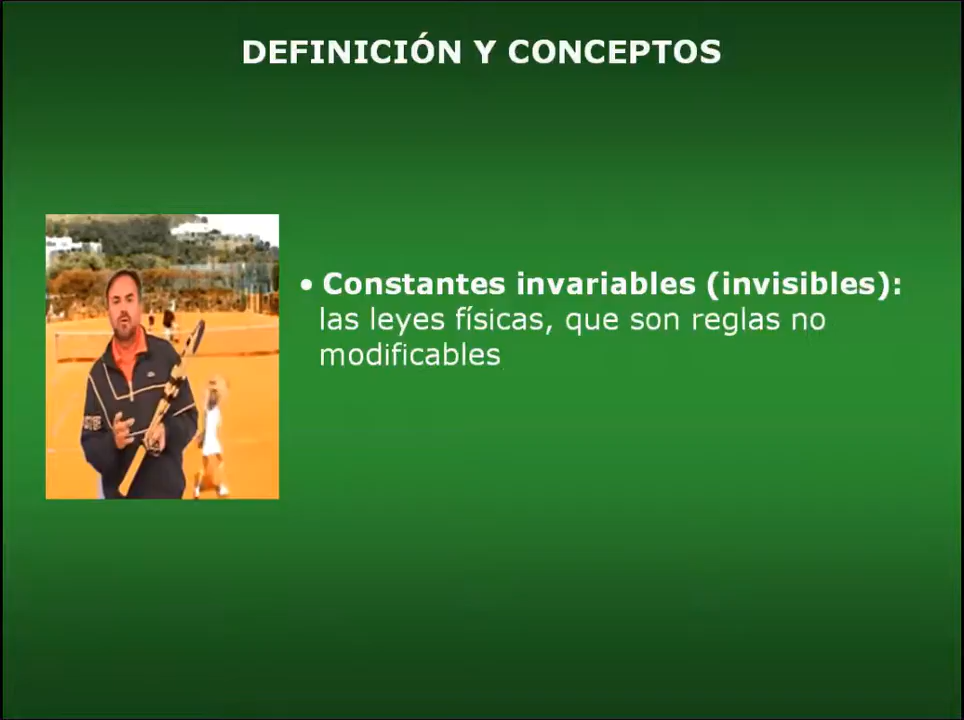 DEFINICIÓN Y CONCEPTOS
• Constantes invariables (invisibles):
las leyes físicas, que son reglas no
modificables